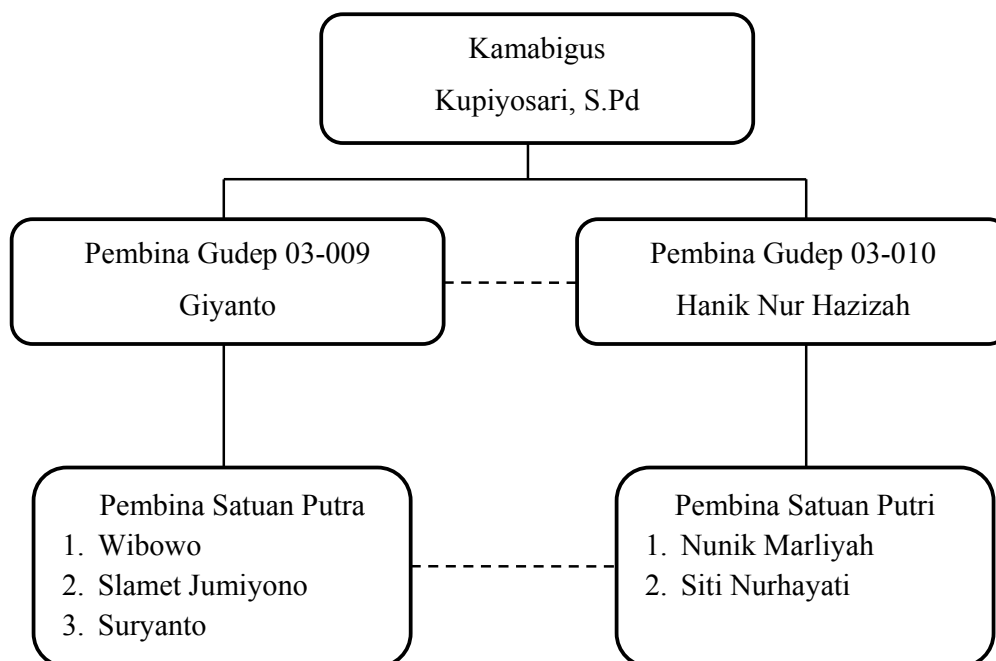 Kamabigus
Kupiyosari, S.Pd
Pembina Gudep 03-009
Giyanto
Pembina Gudep 03-010
Hanik Nur Hazizah
Pembina Satuan Putra
1. Wibowo
2. Slamet Jumiyono
3. Suryanto
Pembina Satuan Putri
1. Nunik Marliyah
2. Siti Nurhayati